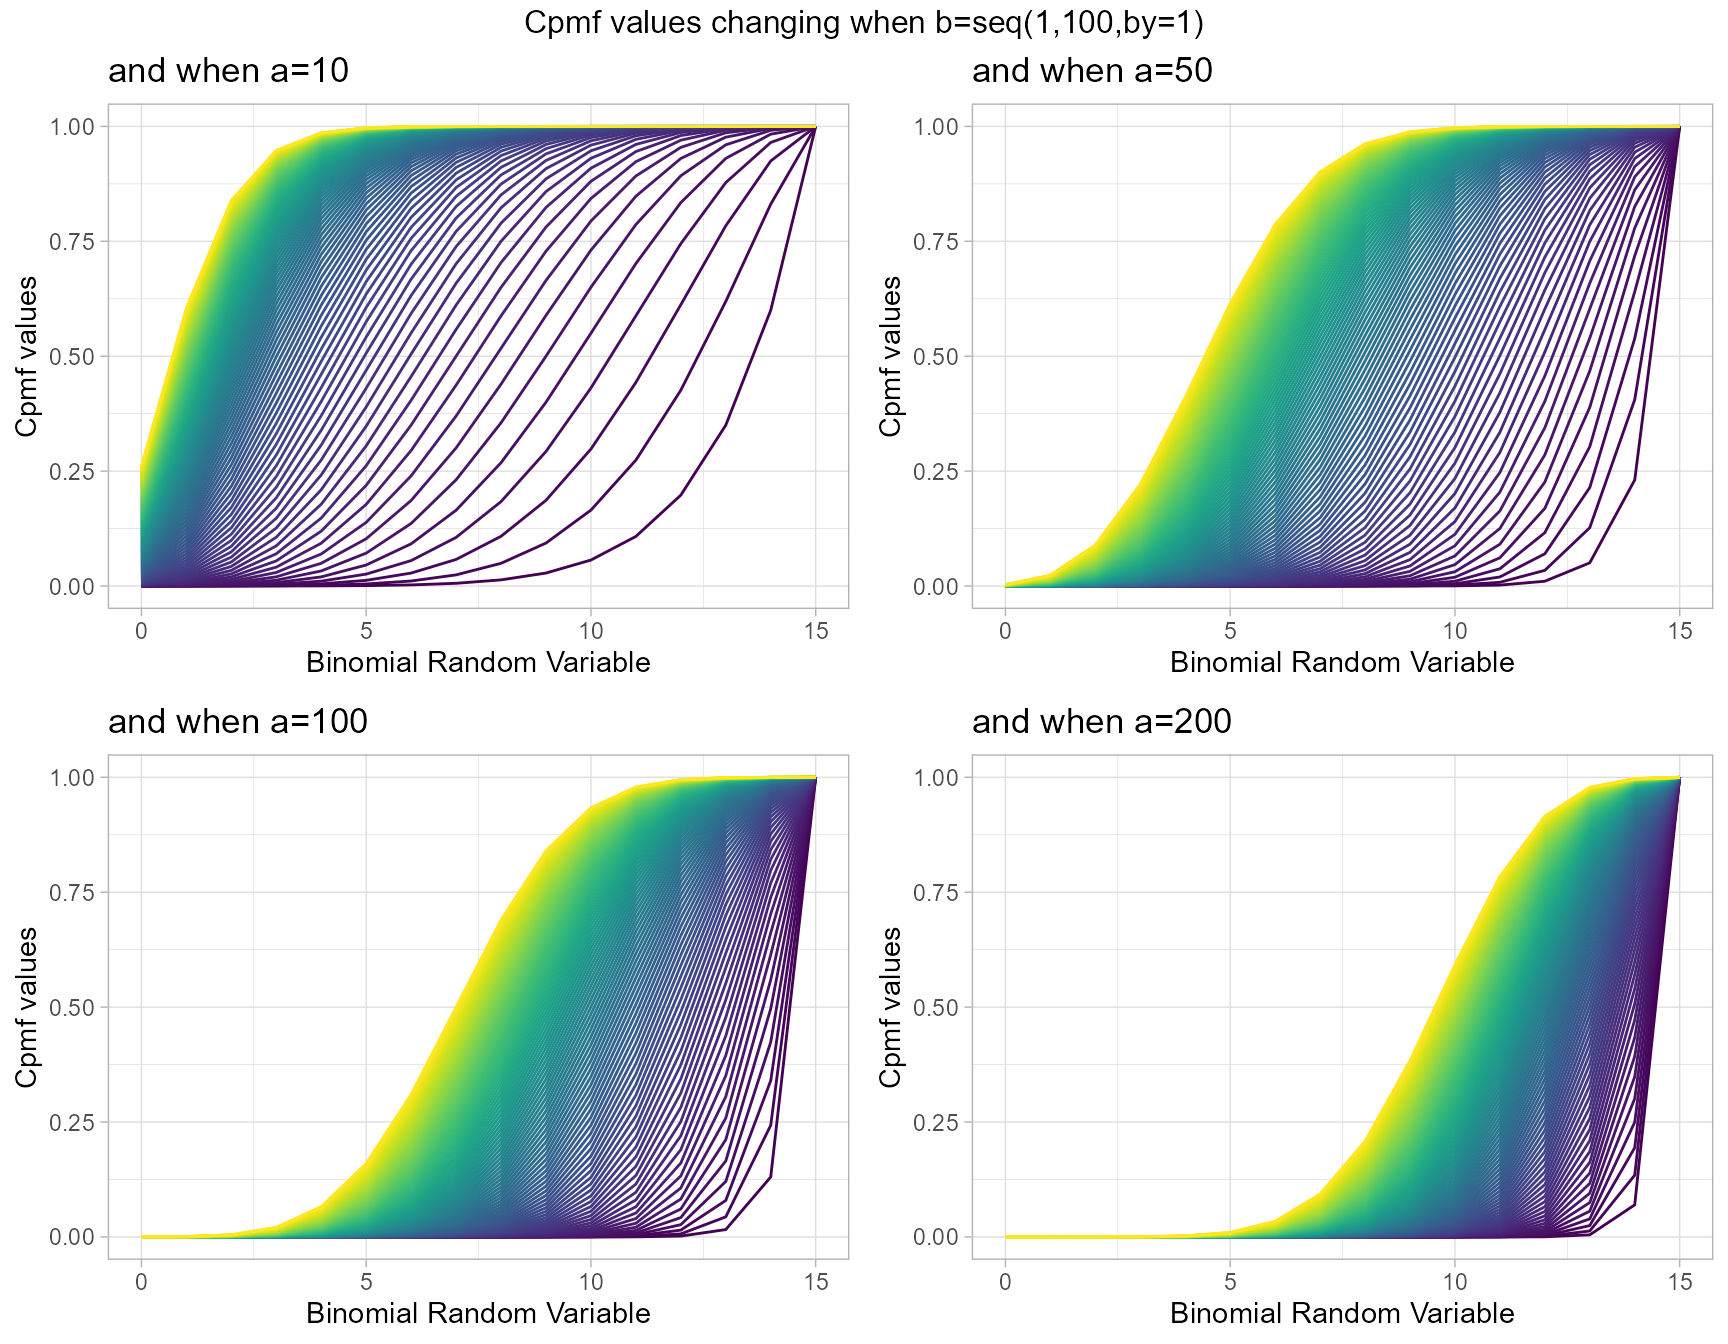 Cpmf values changing when b=seq(1,100,by=1)
and when a=10
Cpmf values
1.00
0.75
0.50
0.25
0.00
0 5 10 15
Binomial Random Variable
and when a=50
Cpmf values
1.00
0.75
0.50
0.25
0.00
0 5 10 15
Binomial Random Variable
and when a=100
Cpmf values
1.00
0.75
0.50
0.25
0.00
0 5 10 15
Binomial Random Variable
and when a=200
Cpmf values
1.00
0.75
0.50
0.25
0.00
0 5 10 15
Binomial Random Variable